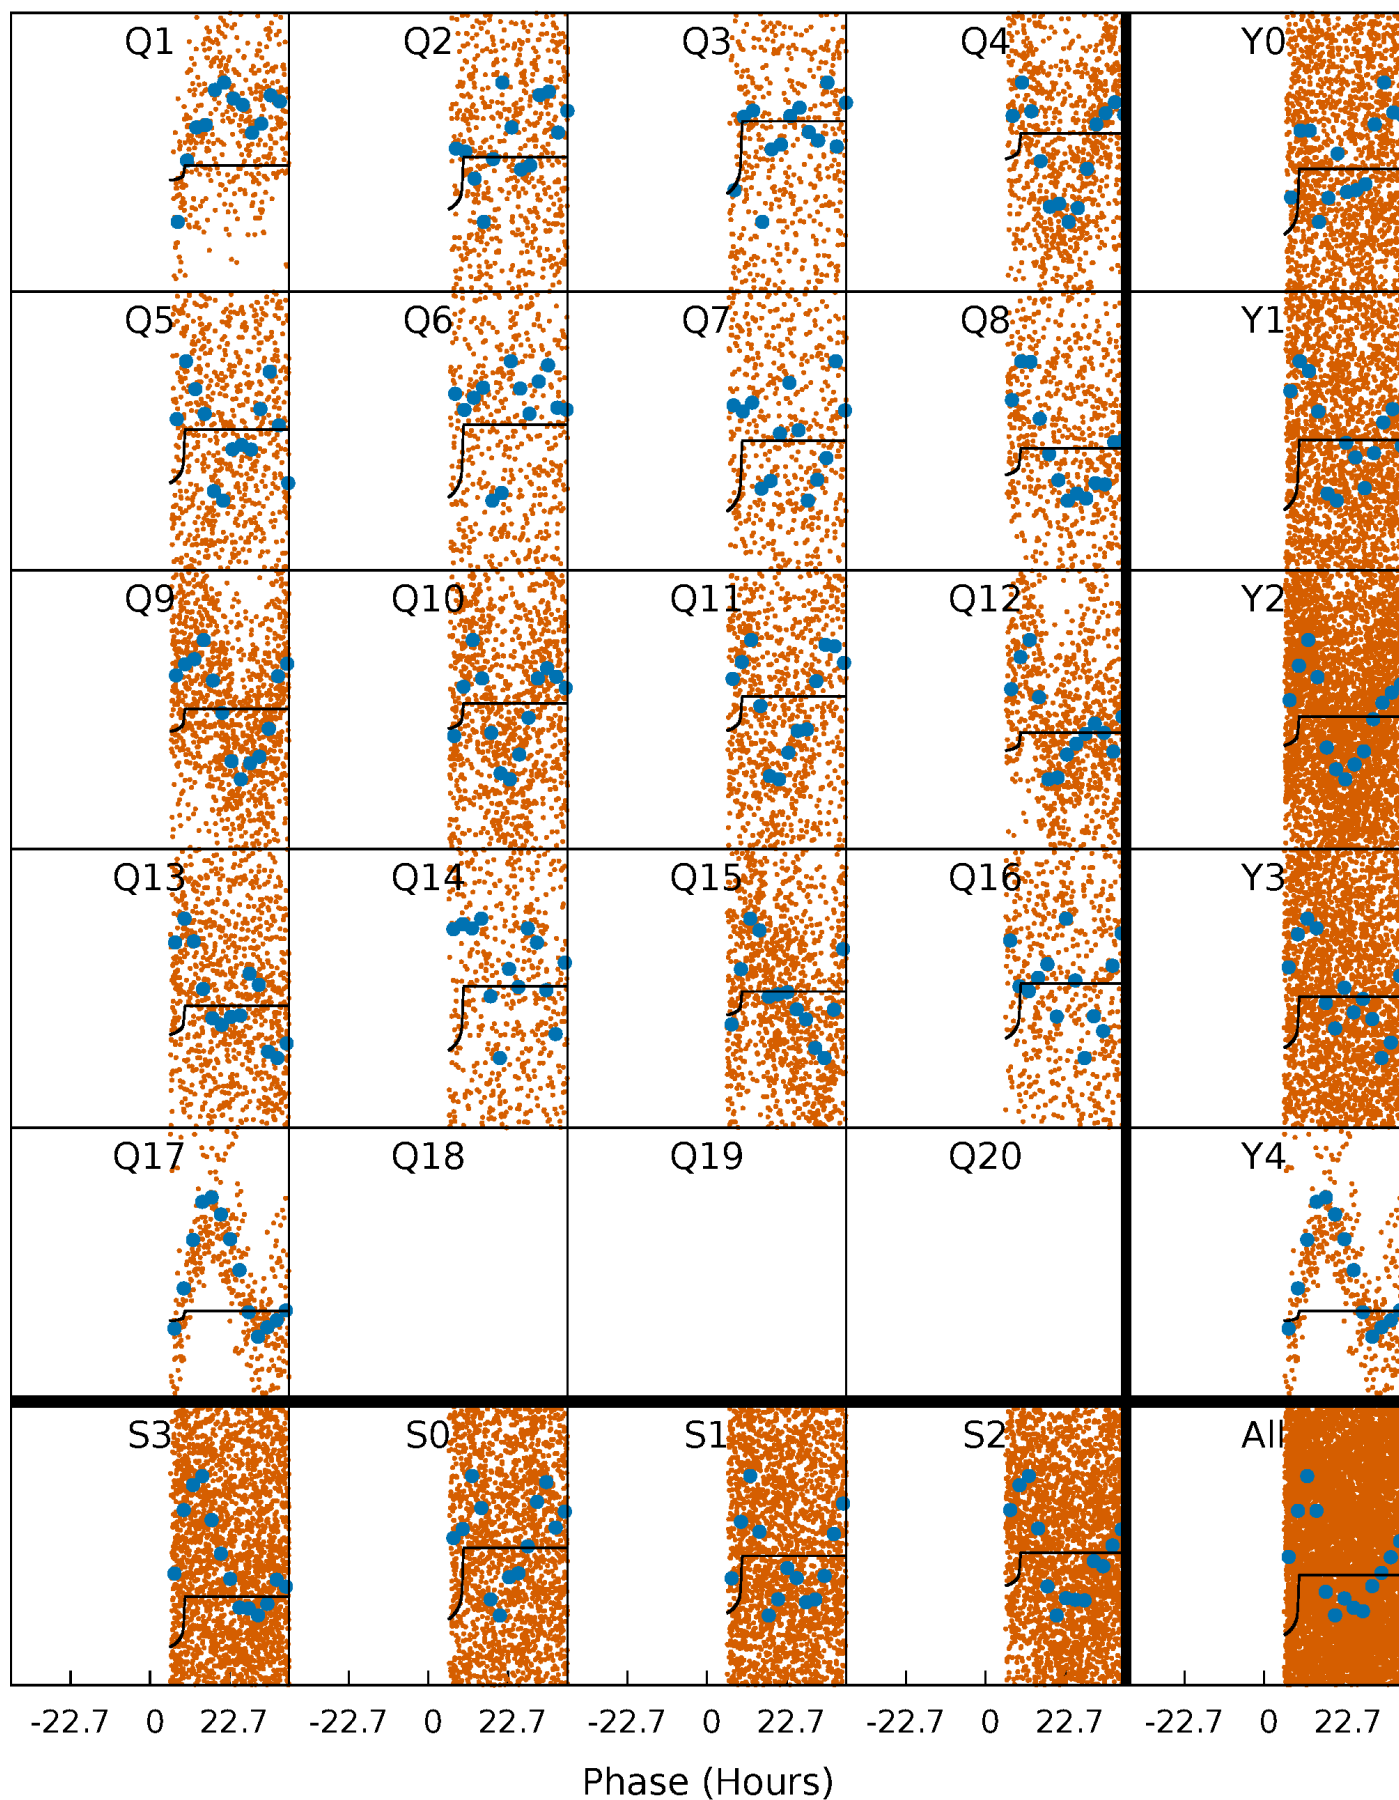 Q1 Q2 Q3 Q4 Y0
Q5 Q6 Q7 Q8 Y1
Q9 Q10 Q11 Q12 Y2
Q13 Q14 Q15 Q16 Y3
Q17 Q18 Q19 Q20 Y4
S3 S0 S1 S2 All
-22.7 0 22.7 -22.7 0 22.7 -22.7 0 22.7 -22.7 0 22.7 -22.7 0 22.7
Phase (Hours)